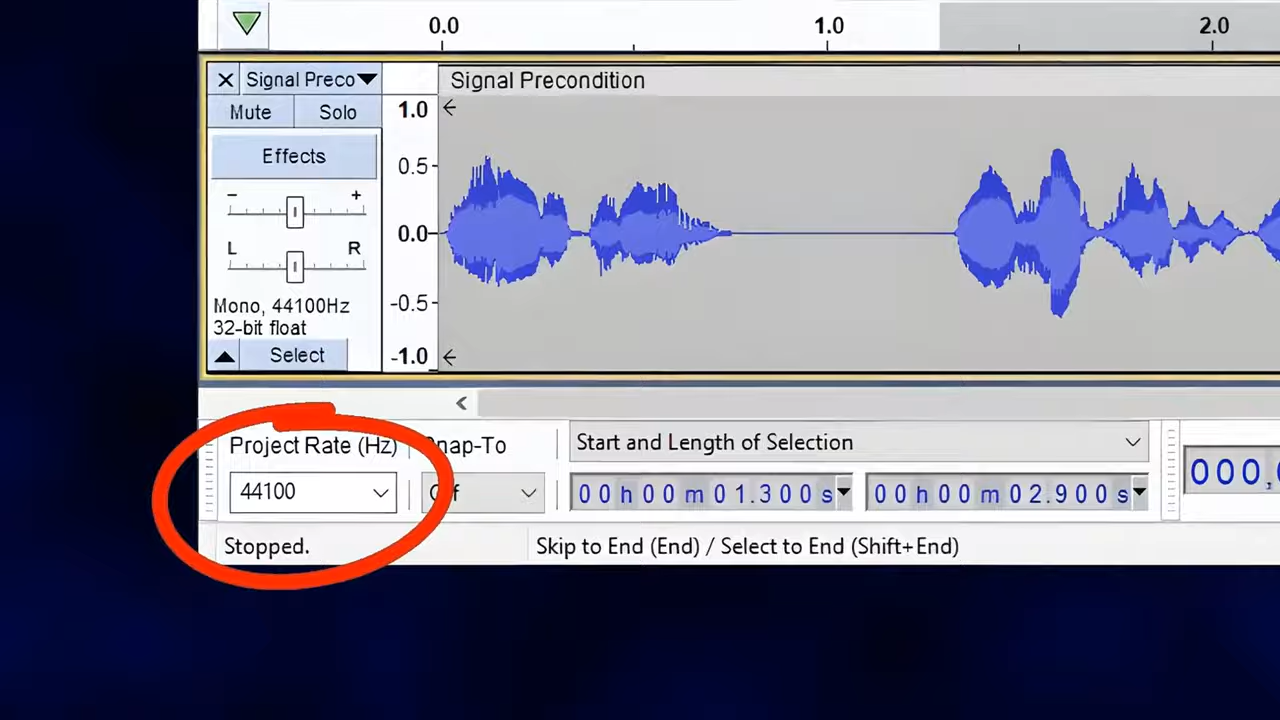 0.0 1.0 2.0
Signal Preco Signal Precondition
Mute Solo
Effects
- +
L R
Mono, 44100Hz
32-bit float
Select
1.0
0.5
0.0
-0.5
-1.0
Project Rate (Hz) Snap-To Start and Length of Selection
44100 00h00m01.300s 00h00m02.900s 000,
Stopped. Skip to End (End) / Select to End (Shift+End)